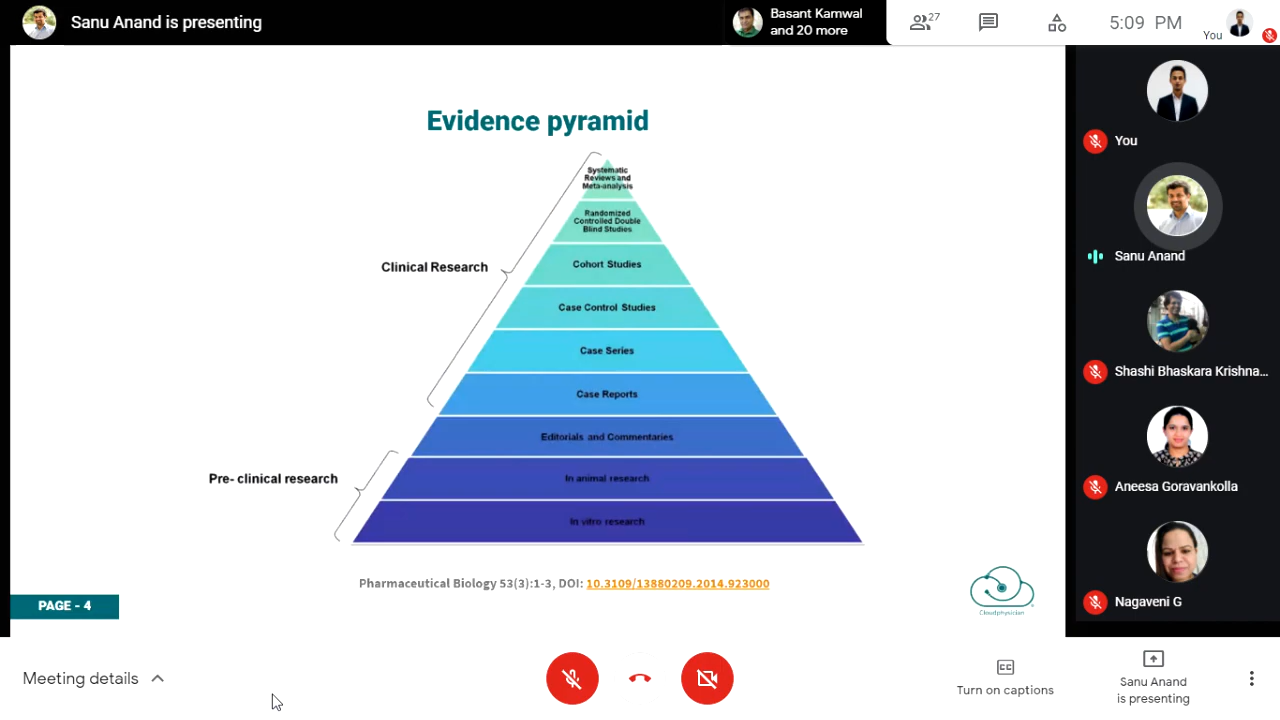 Sanu Anand is presenting
Basant Kamwal
and 20 more
27
5:09 PM
You
Evidence pyramid
Systematic
Reviews and
Meta-analysis
Randomized
Controlled Double
Blind Studies
Clinical Research
Cohort Studies
Case Control Studies
Case Series
Case Reports
Editorials and Commentaries
Pre- clinical research
In animal research
In vitro research
Pharmaceutical Biology 53(3):1-3, DOI: 10.3109/13880209.2014.923000
PAGE - 4
Cloudphysician
You
Sanu Anand
Shashi Bhaskara Krishna...
Aneesa Goravankolla
Nagaveni G
Meeting details
CC
Turn on captions
Sanu Anand
is presenting